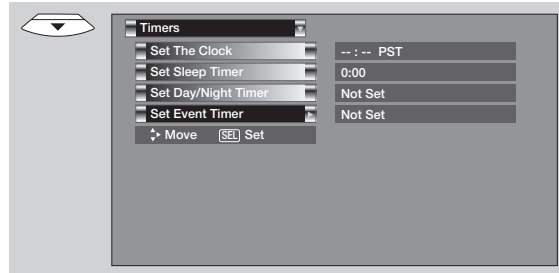 Timers
Set The Clock -- : -- PST
Set Sleep Timer 0:00
Set Day/Night Timer Not Set
Set Event Timer Not Set
Move SEL Set